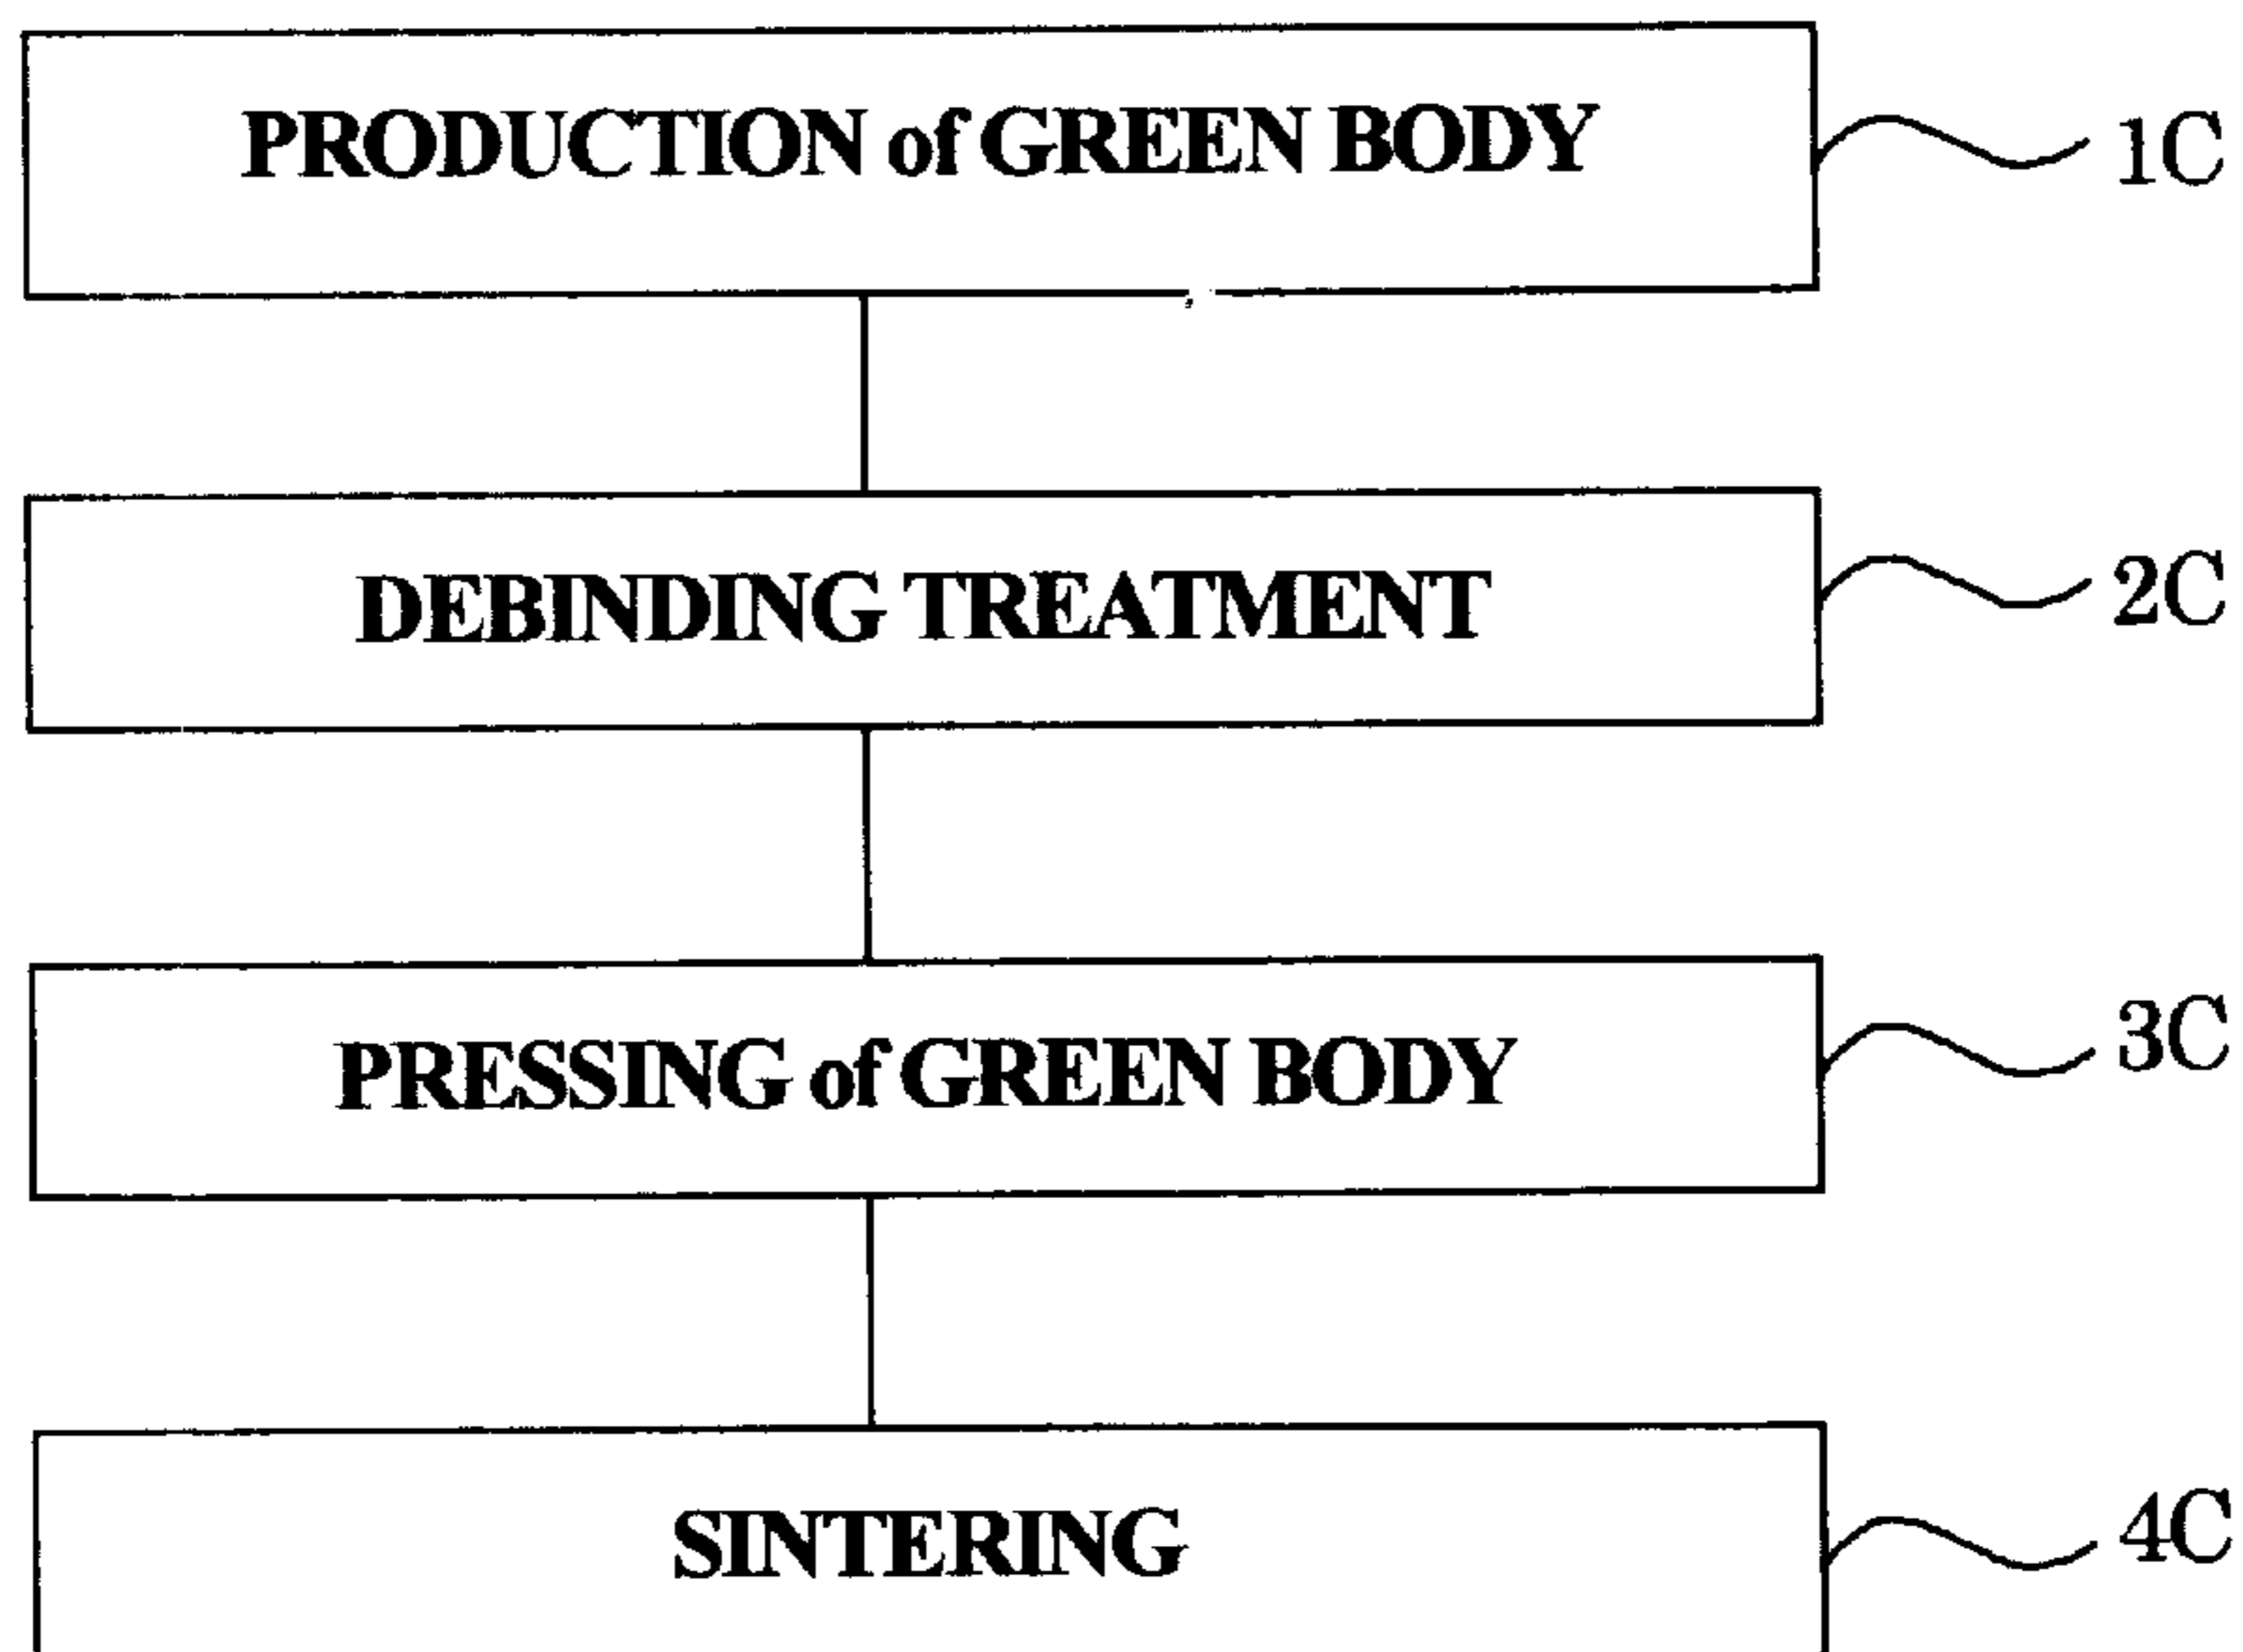 PRODUCTION of GREEN BODY
1C
DEBINDING TREATMENT
2C
PRESSING of GREEN BODY
3C
SINTERING
4C